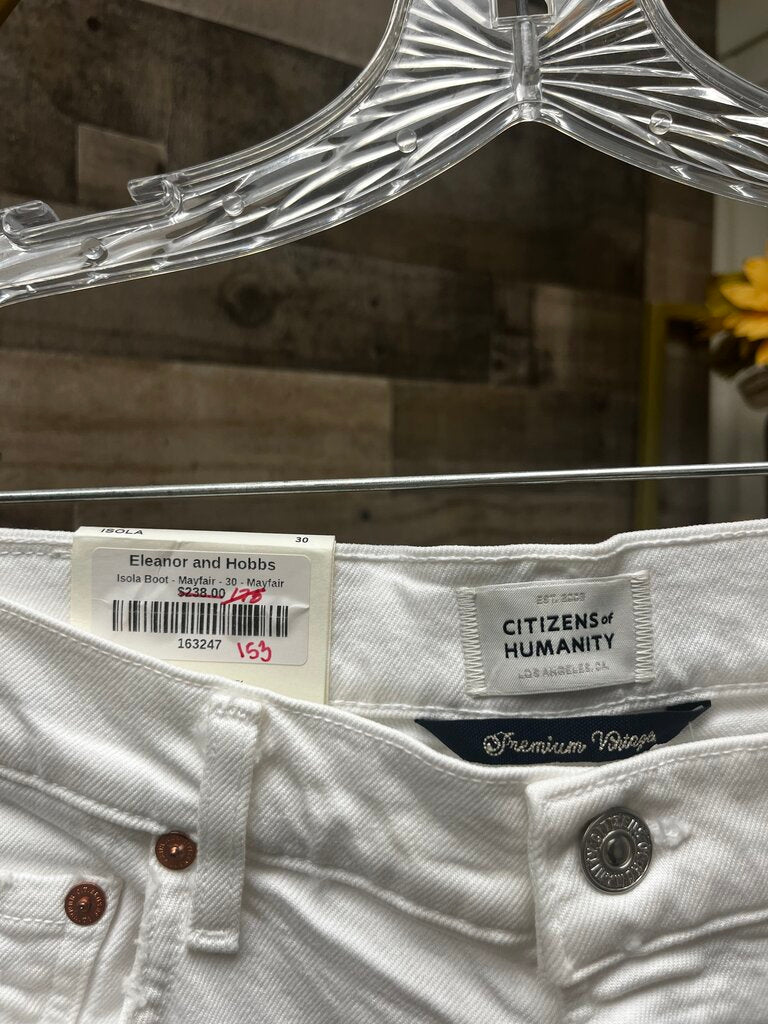 ISOLA 30
Eleanor and Hobbs
Isola Boot - Mayfair - 30 - Mayfair
$238.00 178
163247 153
EST. 2003
CITIZENS of
HUMANITY
LOS ANGELES, CA.
Premium Vintage